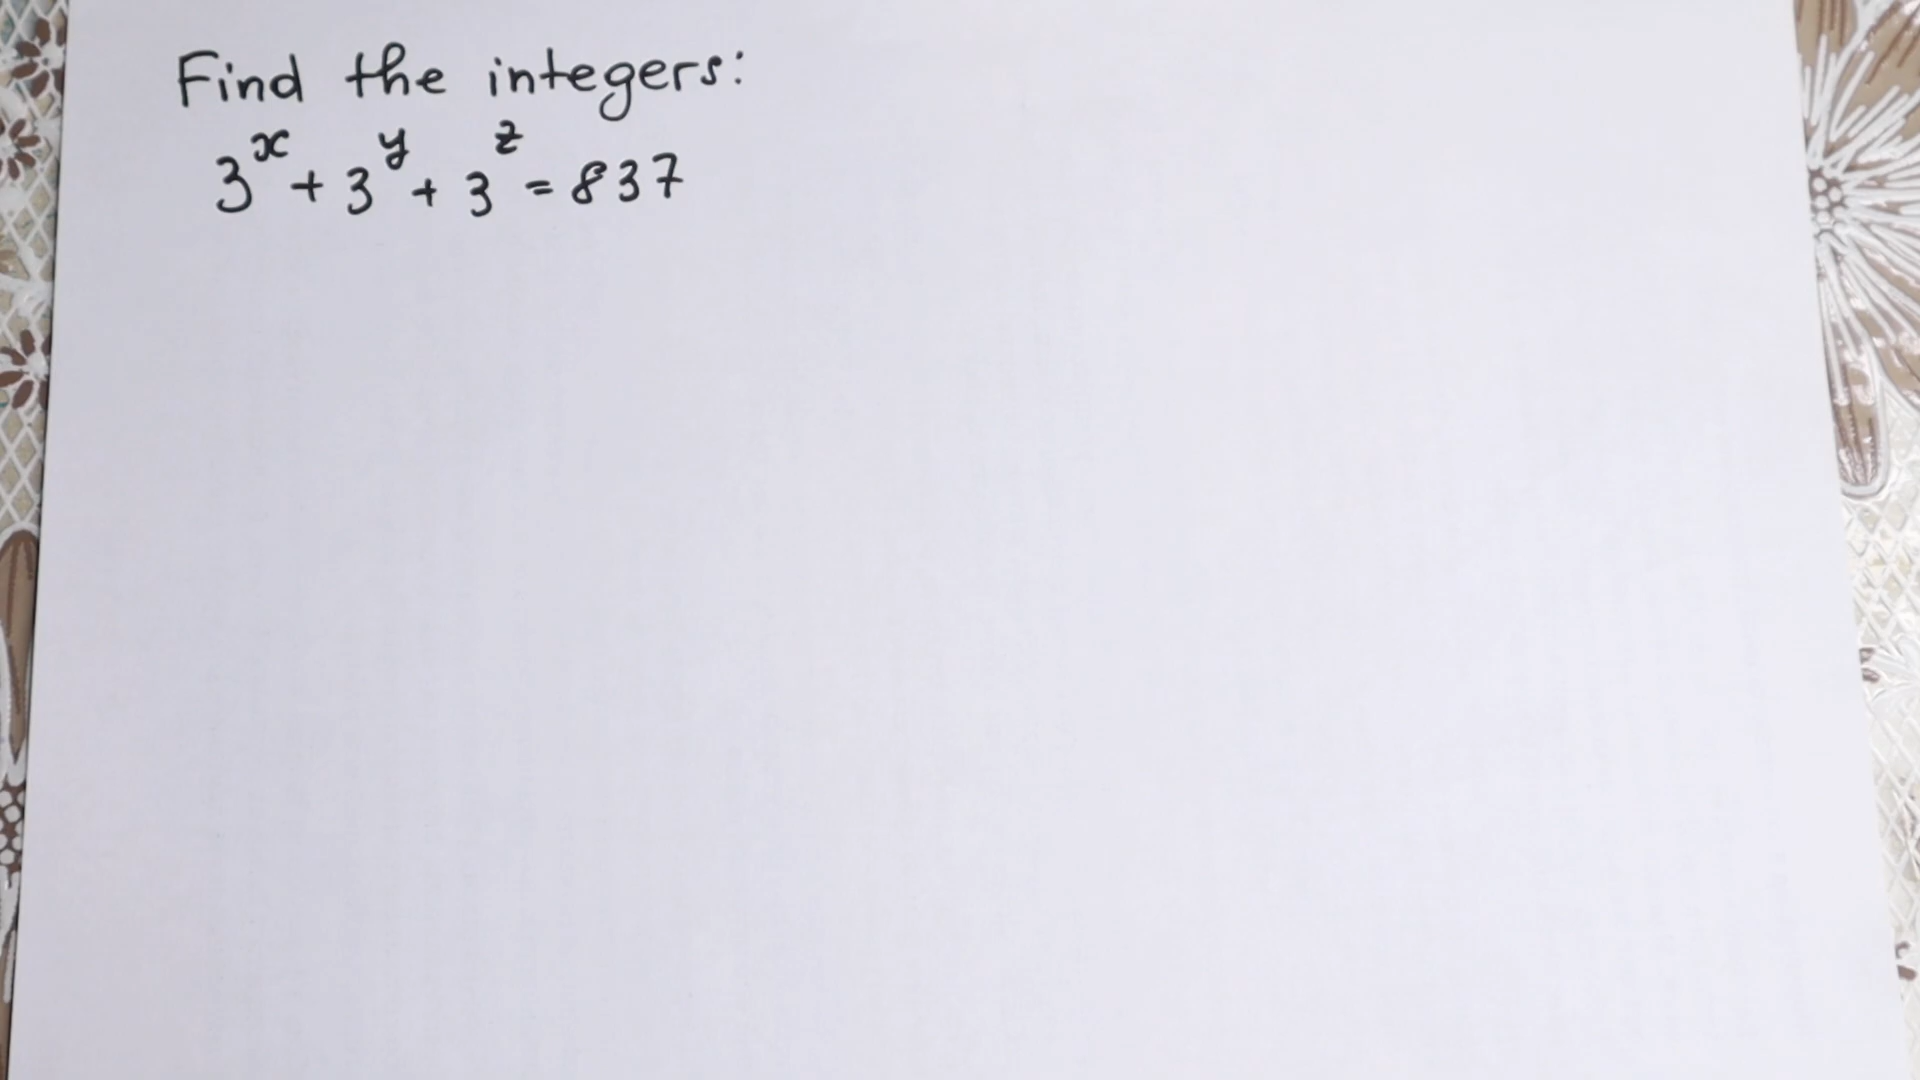 Find the integers:
3^x + 3^y + 3^z = 837